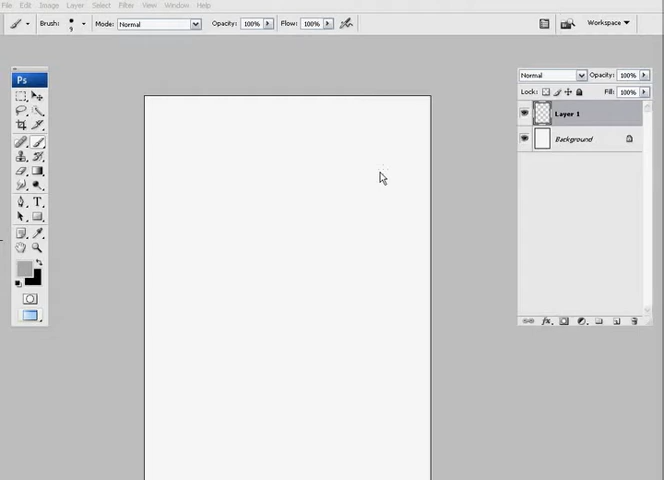 File Edit Image Layer Select Filter View Window Help
Brush: Mode: Normal Opacity: 100% Flow: 100% Workspace
Ps
Normal Opacity: 100%
Lock: Fill: 100%
Layer 1
Background
T
fx